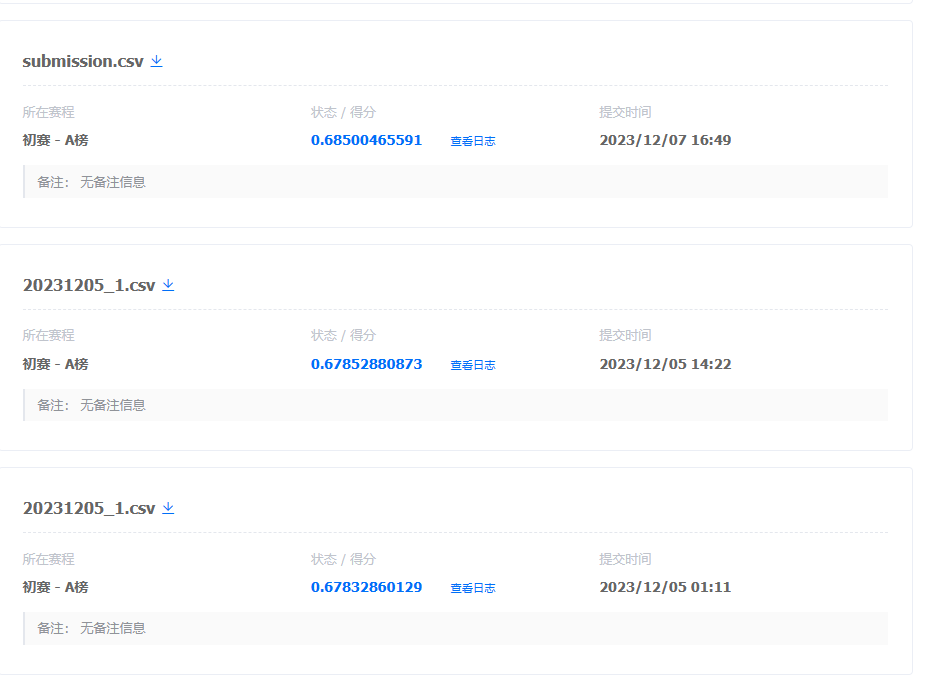 submission.csv
所在赛程 状态 / 得分 提交时间
初赛 - A榜 0.68500465591 查看日志 2023/12/07 16:49
备注: 无备注信息
20231205_1.csv
所在赛程 状态 / 得分 提交时间
初赛 - A榜 0.67852880873 查看日志 2023/12/05 14:22
备注: 无备注信息
20231205_1.csv
所在赛程 状态 / 得分 提交时间
初赛 - A榜 0.67832860129 查看日志 2023/12/05 01:11
备注: 无备注信息